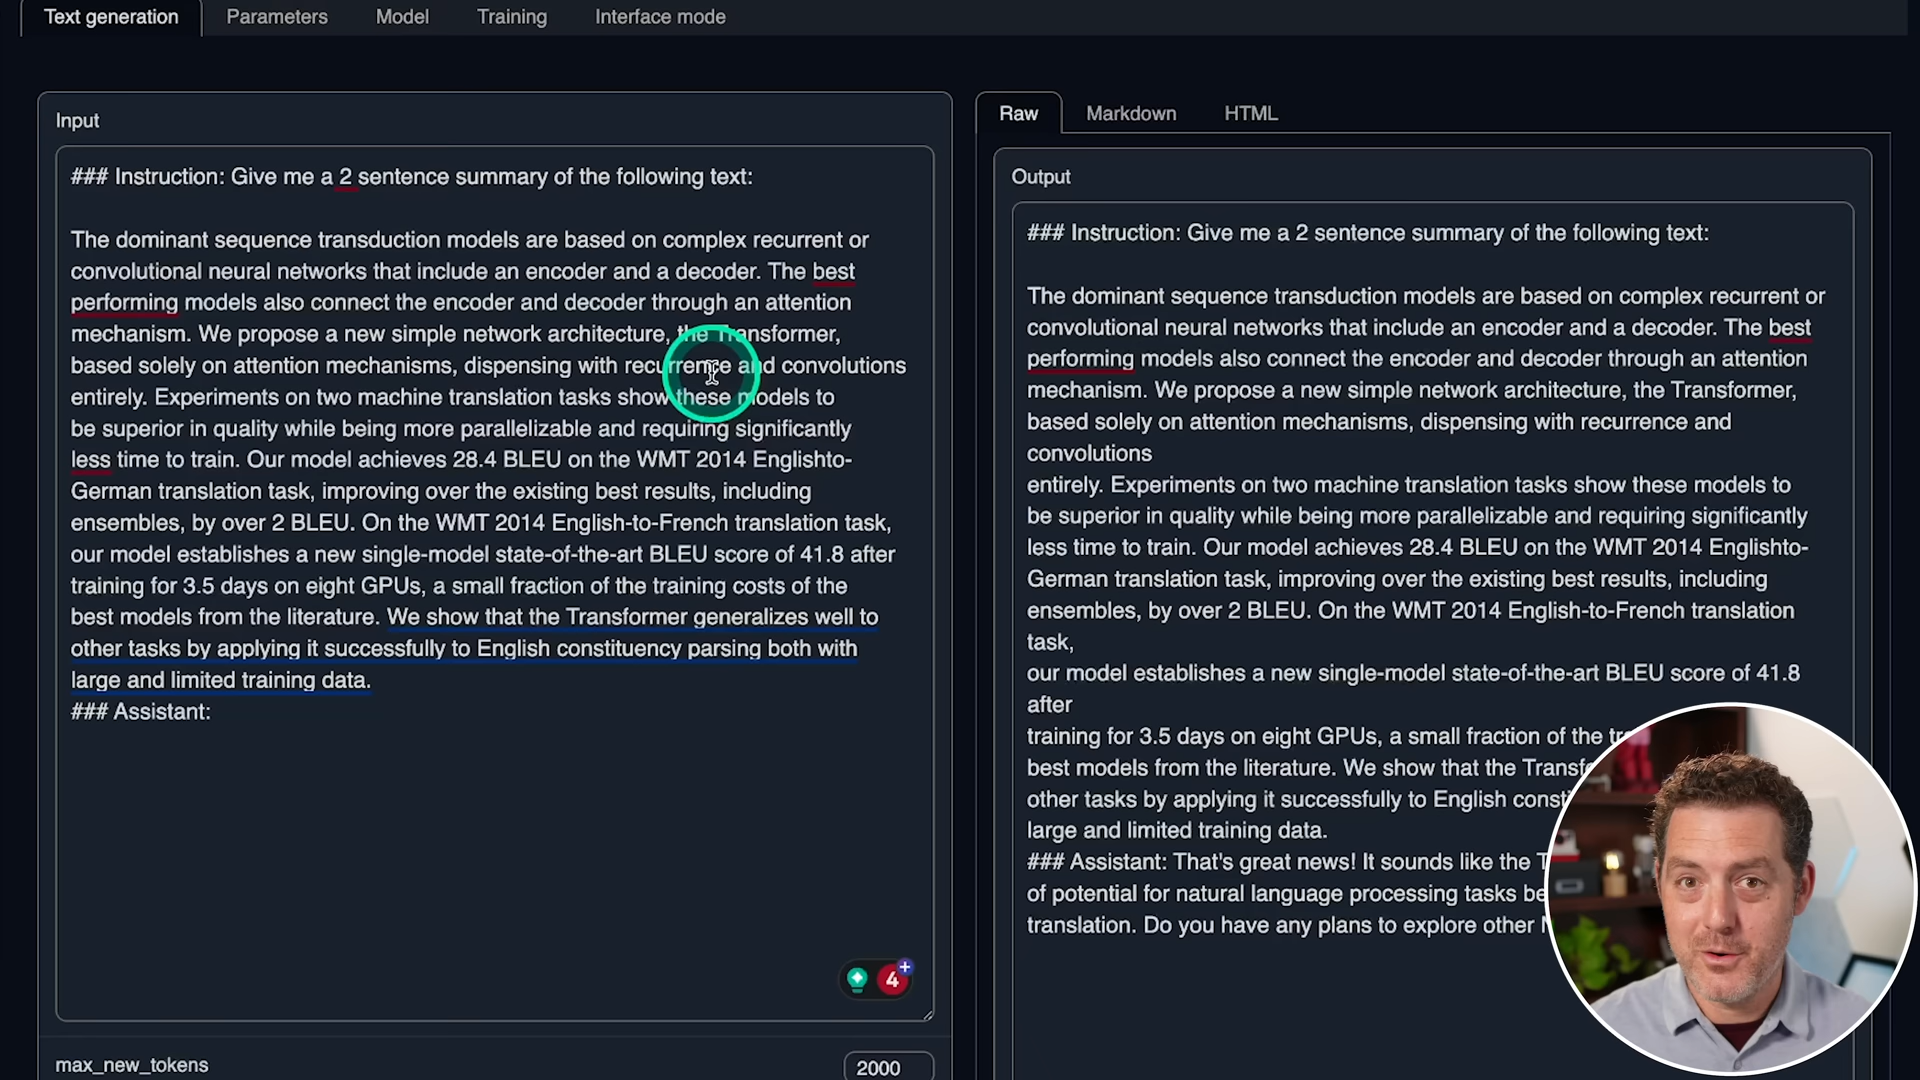 Text generation
Parameters
Model
Training
Interface mode
Input
### Instruction: Give me a 2 sentence summary of the following text:
The dominant sequence transduction models are based on complex recurrent or
convolutional neural networks that include an encoder and a decoder. The best
performing models also connect the encoder and decoder through an attention
mechanism. We propose a new simple network architecture, the Transformer,
based solely on attention mechanisms, dispensing with recurrence and convolutions
entirely. Experiments on two machine translation tasks show these models to
be superior in quality while being more parallelizable and requiring significantly
less time to train. Our model achieves 28.4 BLEU on the WMT 2014 Englishto-
German translation task, improving over the existing best results, including
ensembles, by over 2 BLEU. On the WMT 2014 English-to-French translation task,
our model establishes a new single-model state-of-the-art BLEU score of 41.8 after
training for 3.5 days on eight GPUs, a small fraction of the training costs of the
best models from the literature. We show that the Transformer generalizes well to
other tasks by applying it successfully to English constituency parsing both with
large and limited training data.
### Assistant:
4
max_new_tokens
2000
Raw
Markdown
HTML
Output
### Instruction: Give me a 2 sentence summary of the following text:
The dominant sequence transduction models are based on complex recurrent or
convolutional neural networks that include an encoder and a decoder. The best
performing models also connect the encoder and decoder through an attention
mechanism. We propose a new simple network architecture, the Transformer,
based solely on attention mechanisms, dispensing with recurrence and
convolutions
entirely. Experiments on two machine translation tasks show these models to
be superior in quality while being more parallelizable and requiring significantly
less time to train. Our model achieves 28.4 BLEU on the WMT 2014 Englishto-
German translation task, improving over the existing best results, including
ensembles, by over 2 BLEU. On the WMT 2014 English-to-French translation
task,
our model establishes a new single-model state-of-the-art BLEU score of 41.8
after
training for 3.5 days on eight GPUs, a small fraction of the
best models from the literature. We show that the
other tasks by applying it successfully to English
large and limited training data.
### Assistant: That's great news! It sounds like the
of potential for natural language processing tasks
translation. Do you have any plans to explore other